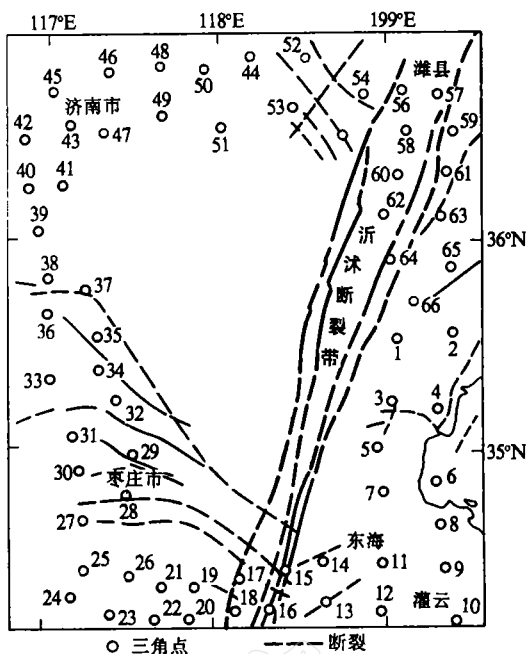 117°E 118°E 199°E
48 52
46 44
45 50 54 潍县
济南市 49 53 56 57
42 43 47 51 58 59
40 41 60 61
39 62 63
36°N
沂沭断裂带
38 37 64 65
36 66
35 1 2
33 34
32 3 4
31 29 5 35°N
30 枣庄市 6
28 7
27 8
东海
25 26 21 19 17 15 14 11 9
24 18 灌云
23 22 20 16 13 12 10
三角点 断裂